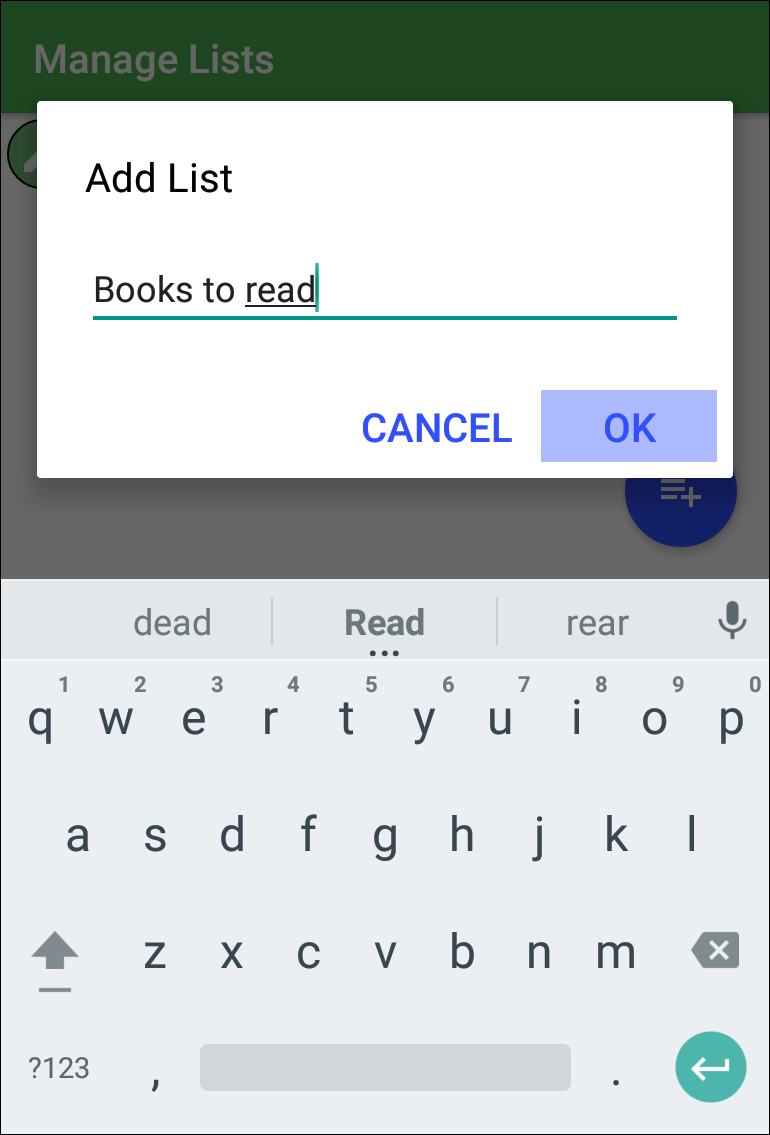 Manage Lists
Add List
Books to read
CANCEL OK
dead Read rear
1 2 3 4 5 6 7 8 9 0
q w e r t y u i o p
a s d f g h j k l
z x c v b n m
?123 , .